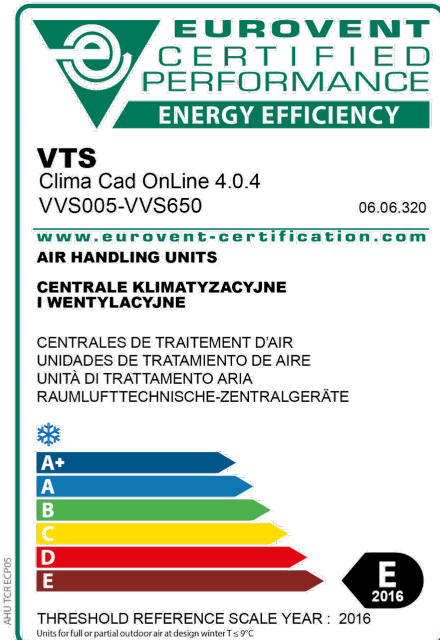 EUROVENT
CERTIFIED
PERFORMANCE
ENERGY EFFICIENCY
VTS
Clima Cad OnLine 4.0.4
VVS005-VVS650 06.06.320
www.eurovent-certification.com
AIR HANDLING UNITS
CENTRALE KLIMATYZACYJNE
I WENTYLACYJNE
CENTRALES DE TRAITEMENT D'AIR
UNIDADES DE TRATAMIENTO DE AIRE
UNITÀ DI TRATTAMENTO ARIA
RAUMLUFTTECHNISCHE-ZENTRALGERÄTE
A+
A
B
C
D
E
E
2016
THRESHOLD REFERENCE SCALE YEAR : 2016
Units for full or partial outdoor air at design winter T ≤ 9°C
AHU TCR ECP05